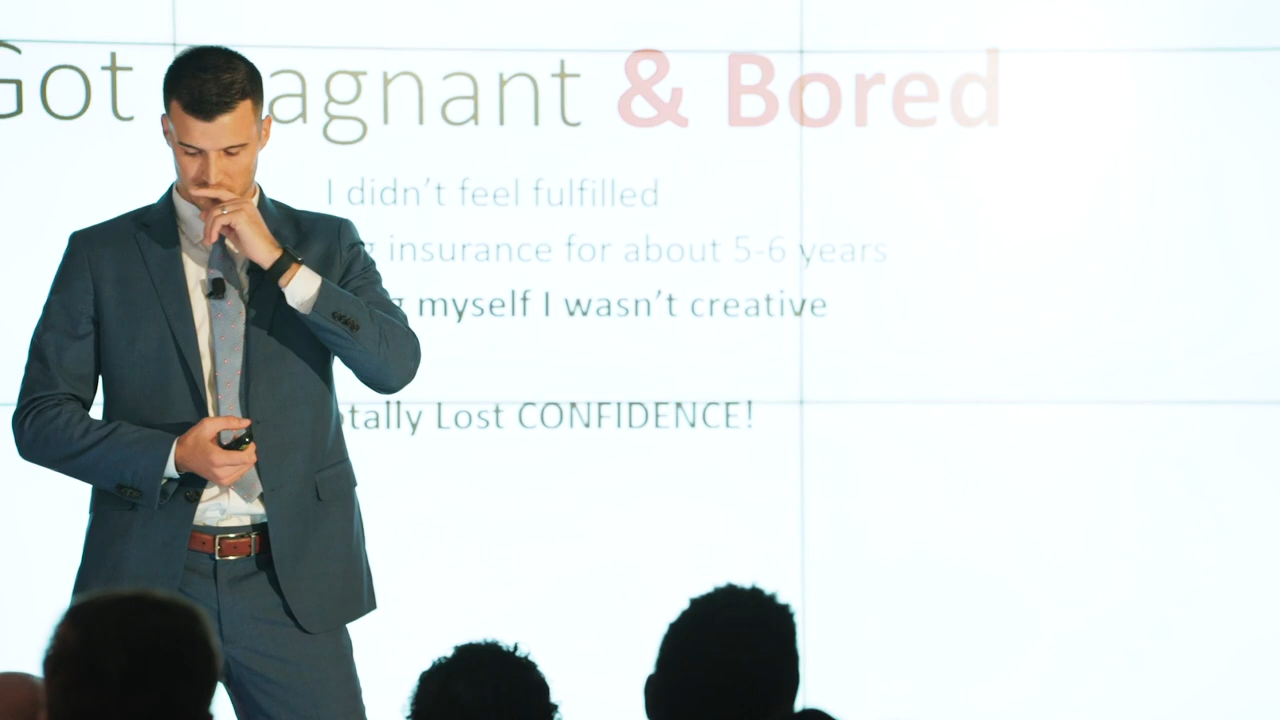 Got agnant & Bored
I didn’t feel fulfilled
g insurance for about 5-6 years
g myself I wasn’t creative
otally Lost CONFIDENCE!